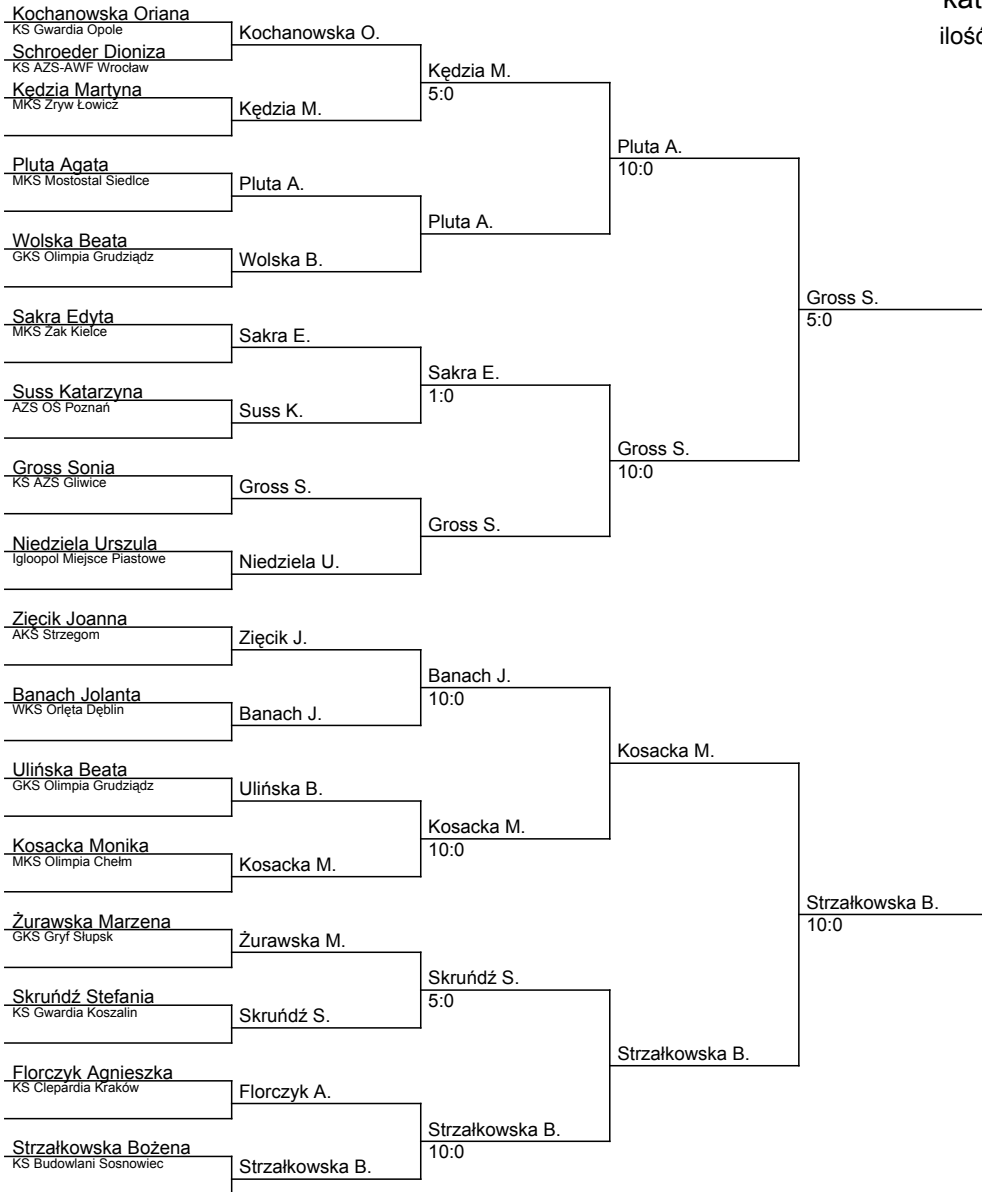 Kochanowska Oriana
KS Gwardia Opole
Schroeder Dioniza
KS AZS-AWF Wrocław
Kędzia Martyna
MKS Zryw Łowicz
Pluta Agata
MKS Mostostal Siedlce
Wolska Beata
GKS Olimpia Grudziądz
Sakra Edyta
MKS Żak Kielce
Suss Katarzyna
AZS OŚ Poznań
Gross Sonia
KS AZS Gliwice
Niedziela Urszula
Igloopol Miejsce Piastowe
Zięcik Joanna
AKS Strzegom
Banach Jolanta
WKS Orlęta Dęblin
Ulińska Beata
GKS Olimpia Grudziądz
Kosacka Monika
MKS Olimpia Chełm
Żurawska Marzena
GKS Gryf Słupsk
Skruńdź Stefania
KS Gwardia Koszalin
Florczyk Agnieszka
KS Clepardia Kraków
Strzałkowska Bożena
KS Budowlani Sosnowiec
Kochanowska O.
Kędzia M.
Pluta A.
Wolska B.
Sakra E.
Suss K.
Gross S.
Niedziela U.
Zięcik J.
Banach J.
Ulińska B.
Kosacka M.
Żurawska M.
Skruńdź S.
Florczyk A.
Strzałkowska B.
Kędzia M.
5:0
Pluta A.
Sakra E.
1:0
Gross S.
Banach J.
10:0
Kosacka M.
10:0
Skruńdź S.
5:0
Strzałkowska B.
10:0
Pluta A.
10:0
Gross S.
10:0
Kosacka M.
Strzałkowska B.
Gross S.
5:0
Strzałkowska B.
10:0